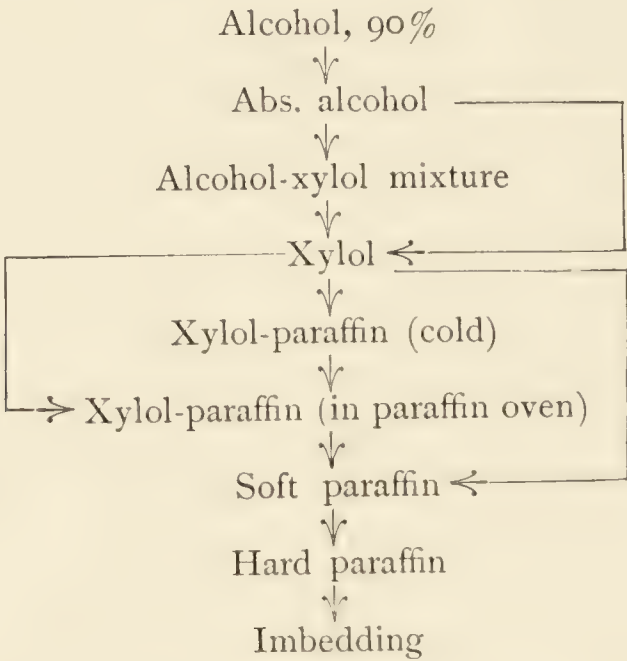 Alcohol, 90%
Abs. alcohol
Alcohol-xylol mixture
Xylol
Xylol-paraffin (cold)
Xylol-paraffin (in paraffin oven)
Soft paraffin
Hard paraffin
Imbedding